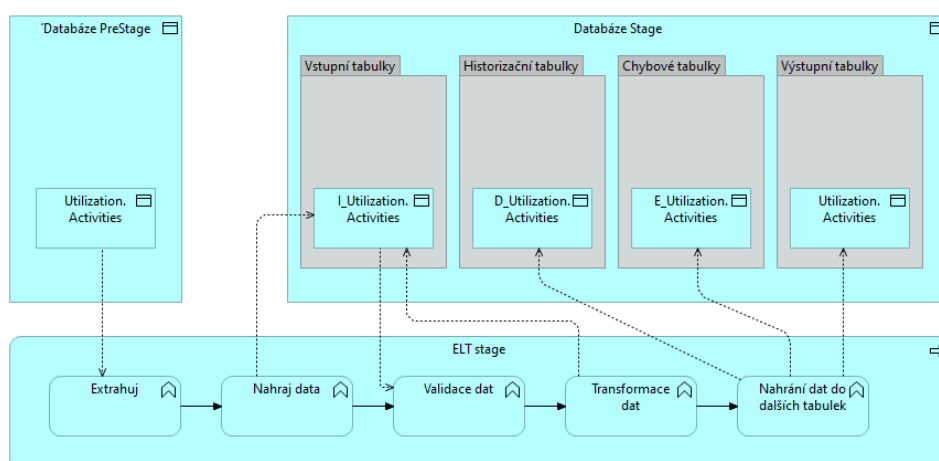 ´Databáze PreStage
Databáze Stage
Vstupní tabulky
Historizační tabulky
Chybové tabulky
Výstupní tabulky
Utilization.
Activities
I_Utilization.
Activities
D_Utilization.
Activities
E_Utilization.
Activities
Utilization.
Activities
ELT stage
Extrahuj
Nahraj data
Validace dat
Transformace
dat
Nahrání dat do
dalších tabulek